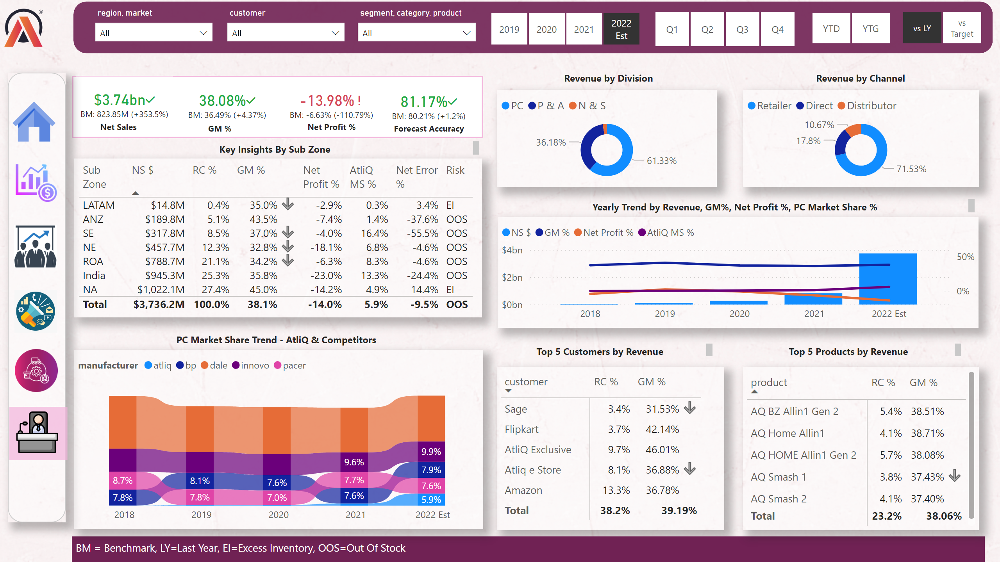 ®
region, market
customer
segment, category, product
All
All
All
2019
2020
2021
2022 Est
Q1
Q2
Q3
Q4
YTD
YTG
vs LY
vs Target
$3.74bn
BM: 823.85M (+353.5%)
Net Sales
38.08%
BM: 36.49% (+4.37%)
GM %
-13.98% !
BM: -6.63% (-110.79%)
Net Profit %
81.17%
BM: 80.21% (+1.2%)
Forecast Accuracy
Key Insights By Sub Zone
Sub Zone NS $ RC % GM % Net Profit % AtliQ MS % Net Error % Risk
LATAM $14.8M 0.4% 35.0% -2.9% 0.3% 3.4% EI
ANZ $189.8M 5.1% 43.5% -7.4% 1.4% -37.6% OOS
SE $317.8M 8.5% 37.0% -4.0% 16.4% -55.5% OOS
NE $457.7M 12.3% 32.8% -18.1% 6.8% -4.6% OOS
ROA $788.7M 21.1% 34.2% -6.3% 8.3% -4.6% OOS
India $945.3M 25.3% 35.8% -23.0% 13.3% -24.4% OOS
NA $1,022.1M 27.4% 45.0% -14.2% 4.9% 14.4% EI
Total $3,736.2M 100.0% 38.1% -14.0% 5.9% -9.5% OOS
Revenue by Division
PC P & A N & S
36.18%
61.33%
Revenue by Channel
Retailer Direct Distributor
10.67%
17.8%
71.53%
Yearly Trend by Revenue, GM%, Net Profit %, PC Market Share %
NS $ GM % Net Profit % AtliQ MS %
$4bn
50%
$2bn
0%
$0bn
2018 2019 2020 2021 2022 Est
PC Market Share Trend - AtliQ & Competitors
manufacturer atliq bp dale innovo pacer
8.7%
7.8%
8.1%
7.8%
7.6%
7.0%
9.6%
7.7%
7.6%
9.9%
7.9%
7.6%
5.9%
2018 2019 2020 2021 2022 Est
Top 5 Customers by Revenue
customer RC % GM %
Sage 3.4% 31.53%
Flipkart 3.7% 42.14%
AtliQ Exclusive 9.7% 46.01%
Atliq e Store 8.1% 36.88%
Amazon 13.3% 36.78%
Total 38.2% 39.19%
Top 5 Products by Revenue
product RC % GM %
AQ BZ Allin1 Gen 2 5.4% 38.51%
AQ Home Allin1 4.1% 38.71%
AQ HOME Allin1 Gen 2 5.7% 38.08%
AQ Smash 1 3.8% 37.43%
AQ Smash 2 4.1% 37.40%
Total 23.2% 38.06%
BM = Benchmark, LY=Last Year, EI=Excess Inventory, OOS=Out Of Stock